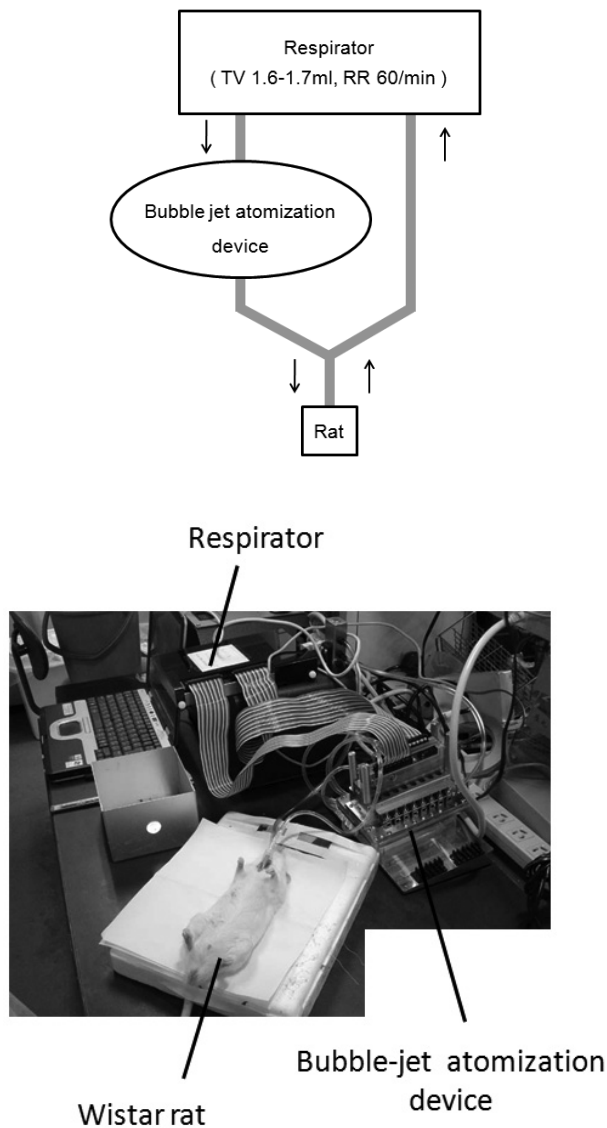 Respirator
( TV 1.6-1.7ml, RR 60/min )
Bubble jet atomization
device
Rat
Respirator
Bubble-jet atomization
device
Wistar rat